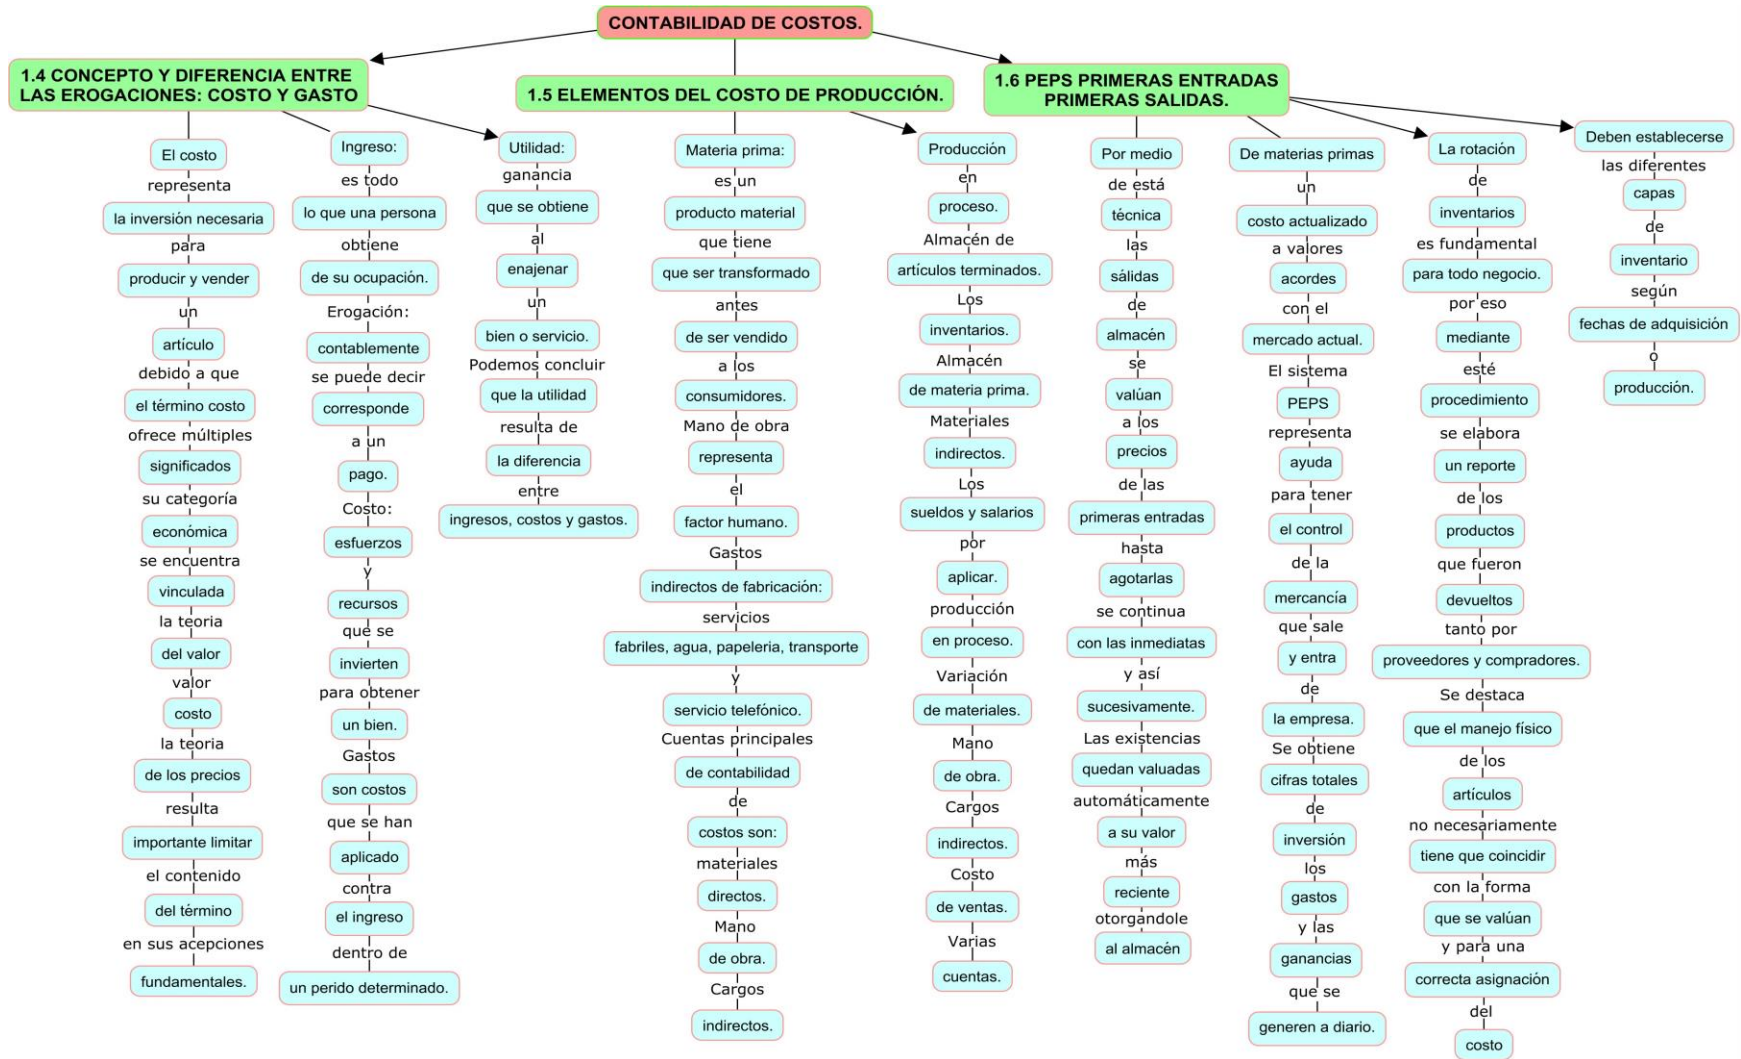 CONTABILIDAD DE COSTOS.
1.4 CONCEPTO Y DIFERENCIA ENTRE
LAS EROGACIONES: COSTO Y GASTO
El costo
representa
la inversión necesaria
para
producir y vender
un
artículo
debido a que
el término costo
ofrece múltiples
significados
su categoría
económica
se encuentra
vinculada
la teoria
del valor
valor
costo
la teoria
de los precios
resulta
importante limitar
el contenido
del término
en sus acepciones
fundamentales.
Ingreso:
es todo
lo que una persona
obtiene
de su ocupación.
Erogación:
contablemente
se puede decir
corresponde
a un
pago.
Costo:
esfuerzos
y
recursos
que se
invierten
para obtener
un bien.
Gastos
son costos
que se han
aplicado
contra
el ingreso
dentro de
un perido determinado.
Utilidad:
ganancia
que se obtiene
al
enajenar
un
bien o servicio.
Podemos concluir
que la utilidad
resulta de
la diferencia
entre
ingresos, costos y gastos.
1.5 ELEMENTOS DEL COSTO DE PRODUCCIÓN.
Materia prima:
es un
producto material
que tiene
que ser transformado
antes
de ser vendido
a los
consumidores.
Mano de obra
representa
el
factor humano.
Gastos
indirectos de fabricación:
servicios
fabriles, agua, papeleria, transporte
y
servicio telefónico.
Cuentas principales
de contabilidad
de
costos son:
materiales
directos.
Mano
de obra.
Cargos
indirectos.
Producción
en
proceso.
Almacén de
artículos terminados.
Los
inventarios.
Almacén
de materia prima.
Materiales
indirectos.
Los
sueldos y salarios
por
aplicar.
producción
en proceso.
Variación
de materiales.
Mano
de obra.
Cargos
indirectos.
Costo
de ventas.
Varias
cuentas.
1.6 PEPS PRIMERAS ENTRADAS
PRIMERAS SALIDAS.
Por medio
de está
técnica
las
sálidas
de
almacén
se
valúan
a los
precios
de las
primeras entradas
hasta
agotarlas
se continua
con las inmediatas
y así
sucesivamente.
Las existencias
quedan valuadas
automáticamente
a su valor
más
reciente
otorgandole
al almacén
De materias primas
un
costo actualizado
a valores
acordes
con el
mercado actual.
El sistema
PEPS
representa
ayuda
para tener
el control
de la
mercancía
que sale
y entra
de
la empresa.
Se obtiene
cifras totales
de
inversión
los
gastos
y las
ganancias
que se
generen a diario.
La rotación
de
inventarios
es fundamental
para todo negocio.
por eso
mediante
esté
procedimiento
se elabora
un reporte
de los
productos
que fueron
devueltos
tanto por
proveedores y compradores.
Se destaca
que el manejo físico
de los
artículos
no necesariamente
tiene que coincidir
con la forma
que se valúan
y para una
correcta asignación
del
costo
Deben establecerse
las diferentes
capas
de
inventario
según
fechas de adquisición
o
producción.